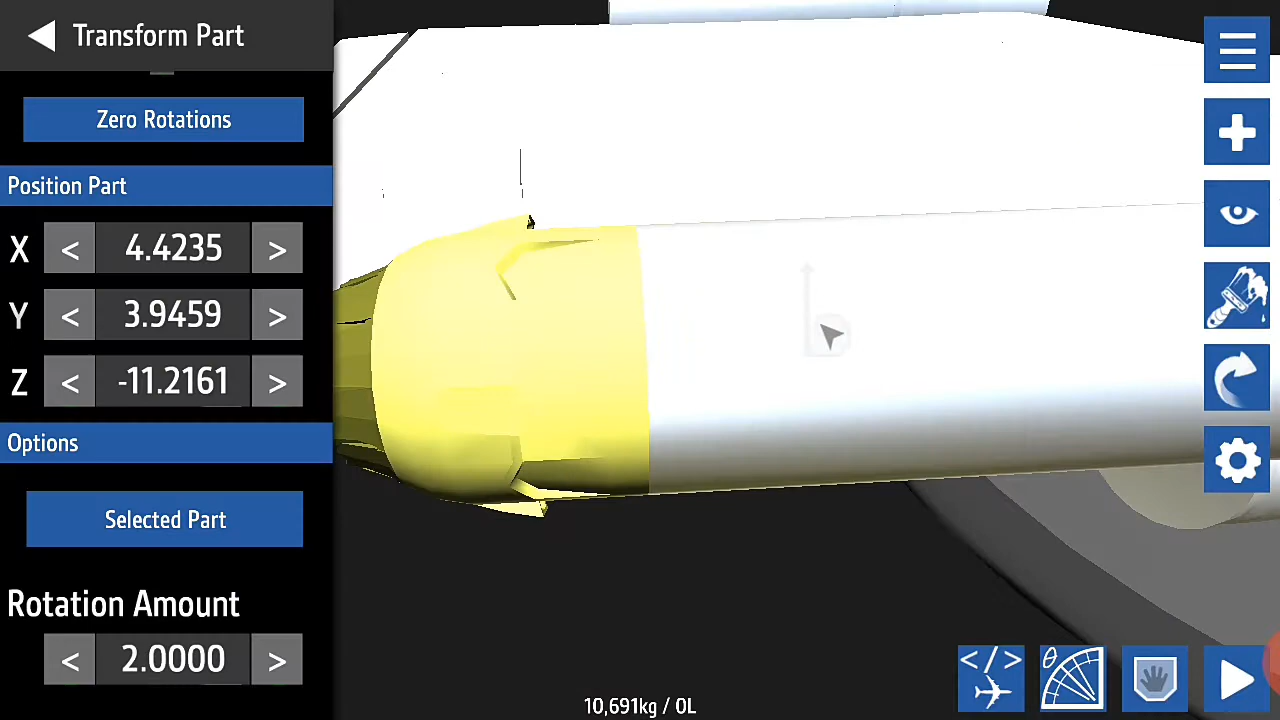 Transform Part
Zero Rotations
Position Part
X < 4.4235 >
Y < 3.9459 >
Z < -11.2161 >
Options
Selected Part
Rotation Amount
< 2.0000 >
10,691kg / 0L
</> θ